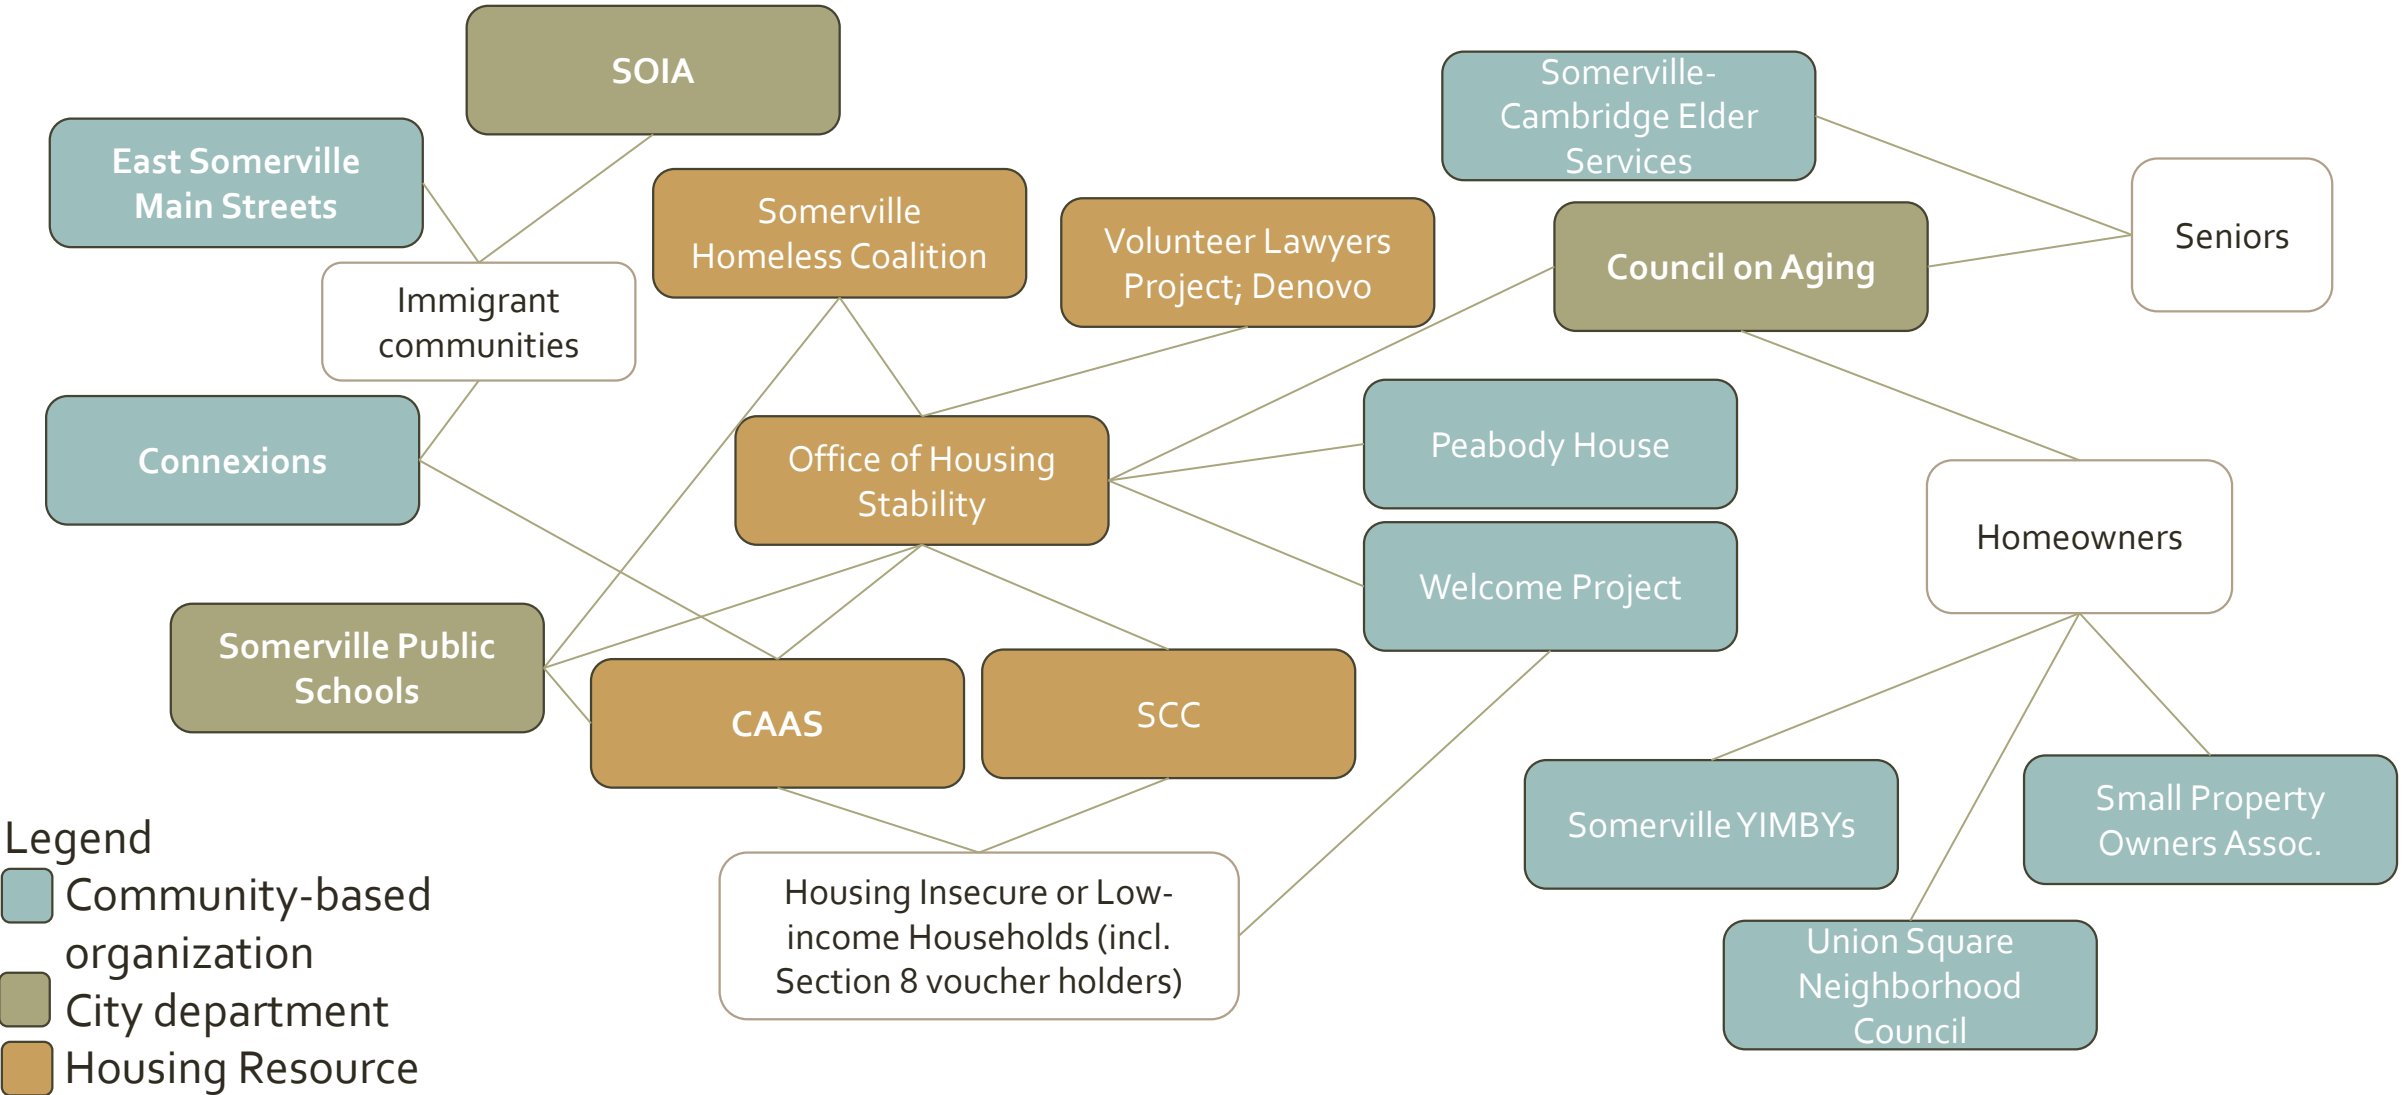 SOIA
Somerville-
Cambridge Elder
Services
East Somerville
Main Streets
Somerville
Homeless Coalition
Volunteer Lawyers
Project; Denovo
Council on Aging
Seniors
Immigrant
communities
Connexions
Office of Housing
Stability
Peabody House
Homeowners
Welcome Project
Somerville Public
Schools
CAAS
SCC
Somerville YIMBYs
Small Property
Owners Assoc.
Housing Insecure or Low-
income Households (incl.
Section 8 voucher holders)
Union Square
Neighborhood
Council
Legend
Community-based
organization
City department
Housing Resource